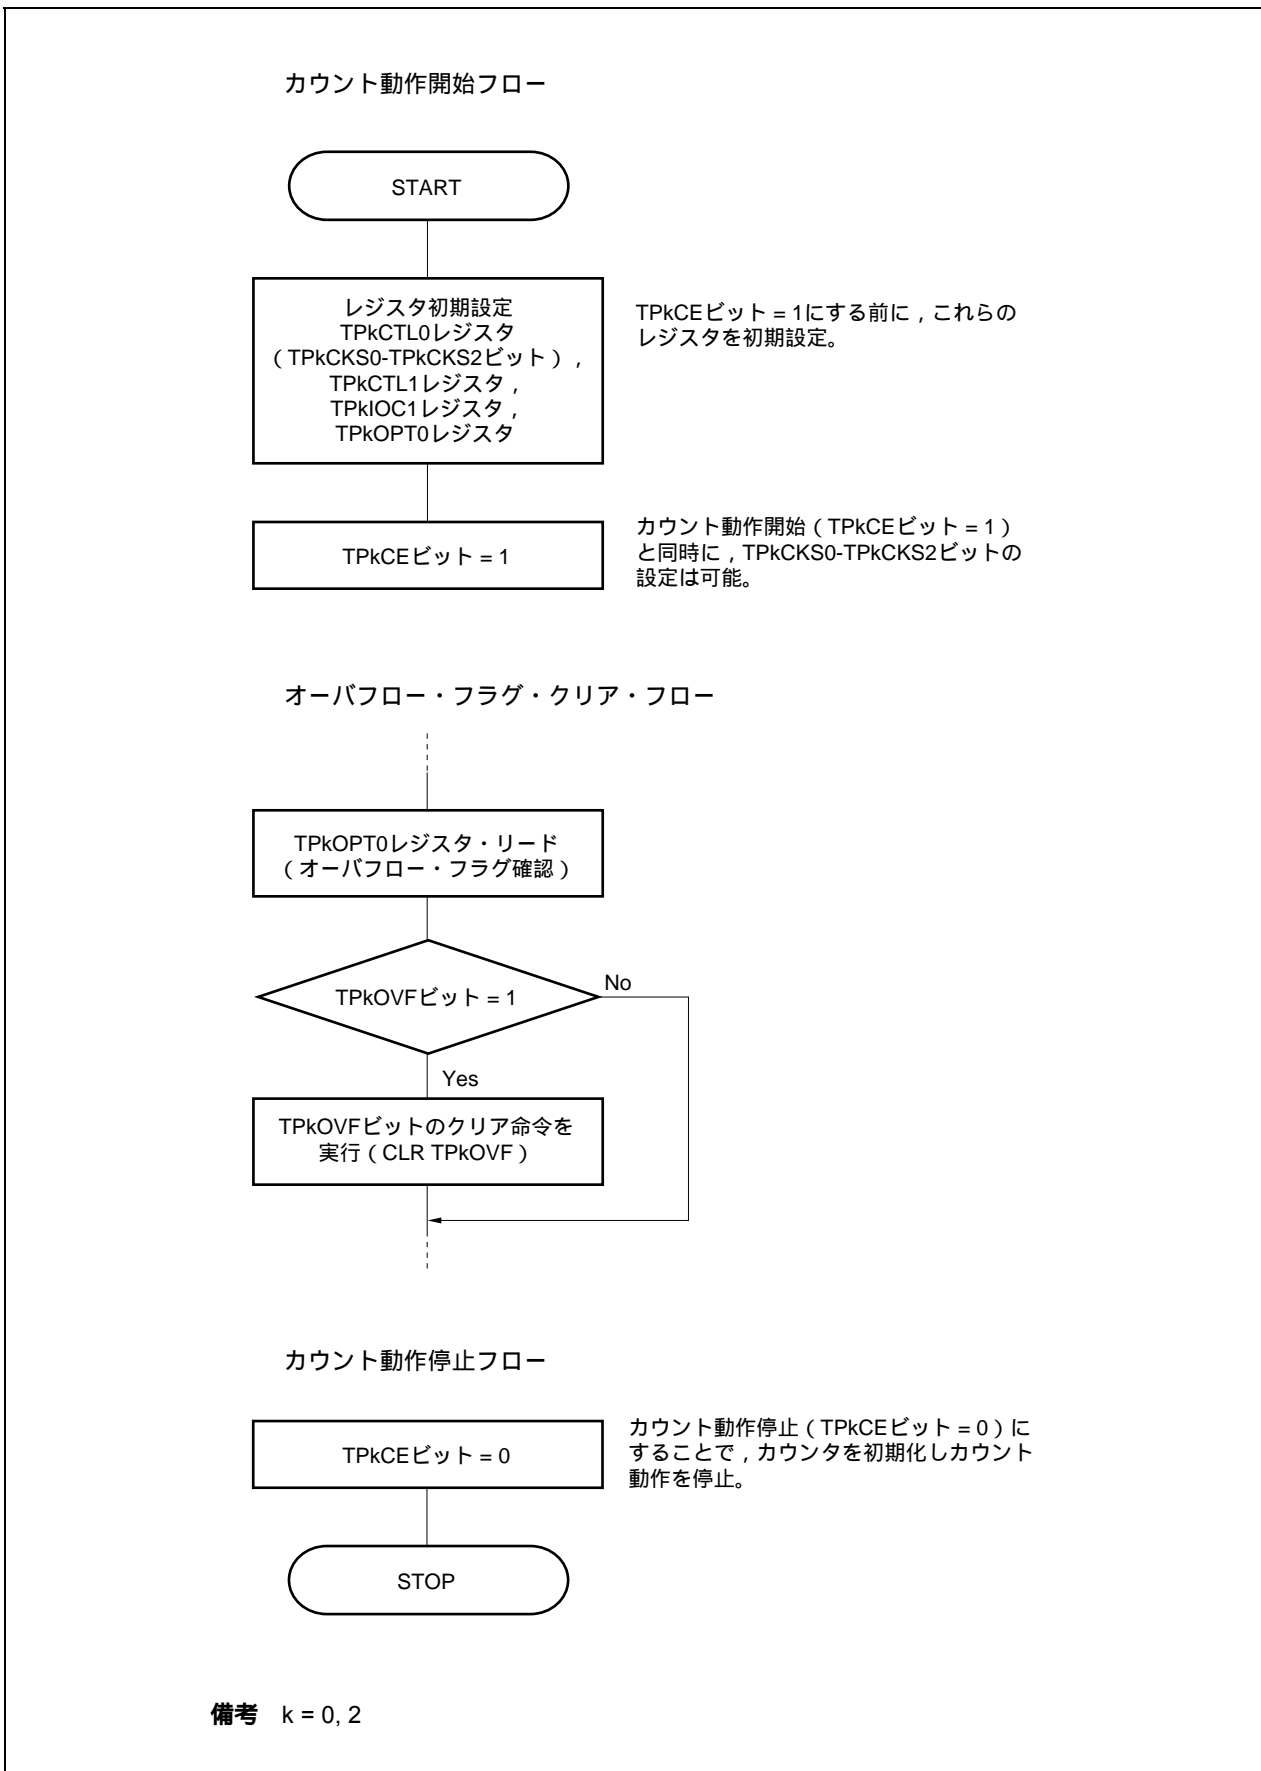 カウント動作開始フロー
START
レジスタ初期設定
TPkCTL0レジスタ
(TPkCKS0-TPkCKS2ビット),
TPkCTL1レジスタ,
TPkIOC1レジスタ,
TPkOPT0レジスタ
TPkCEビット = 1にする前に,これらの
レジスタを初期設定。
TPkCEビット = 1
カウント動作開始(TPkCEビット = 1)
と同時に,TPkCKS0-TPkCKS2ビットの
設定は可能。
オーバフロー・フラグ・クリア・フロー
TPkOPT0レジスタ・リード
(オーバフロー・フラグ確認)
TPkOVFビット = 1
No
Yes
TPkOVFビットのクリア命令を
実行(CLR TPkOVF)
カウント動作停止フロー
TPkCEビット = 0
カウント動作停止(TPkCEビット = 0)に
することで,カウンタを初期化しカウント
動作を停止。
STOP
備考 k = 0, 2